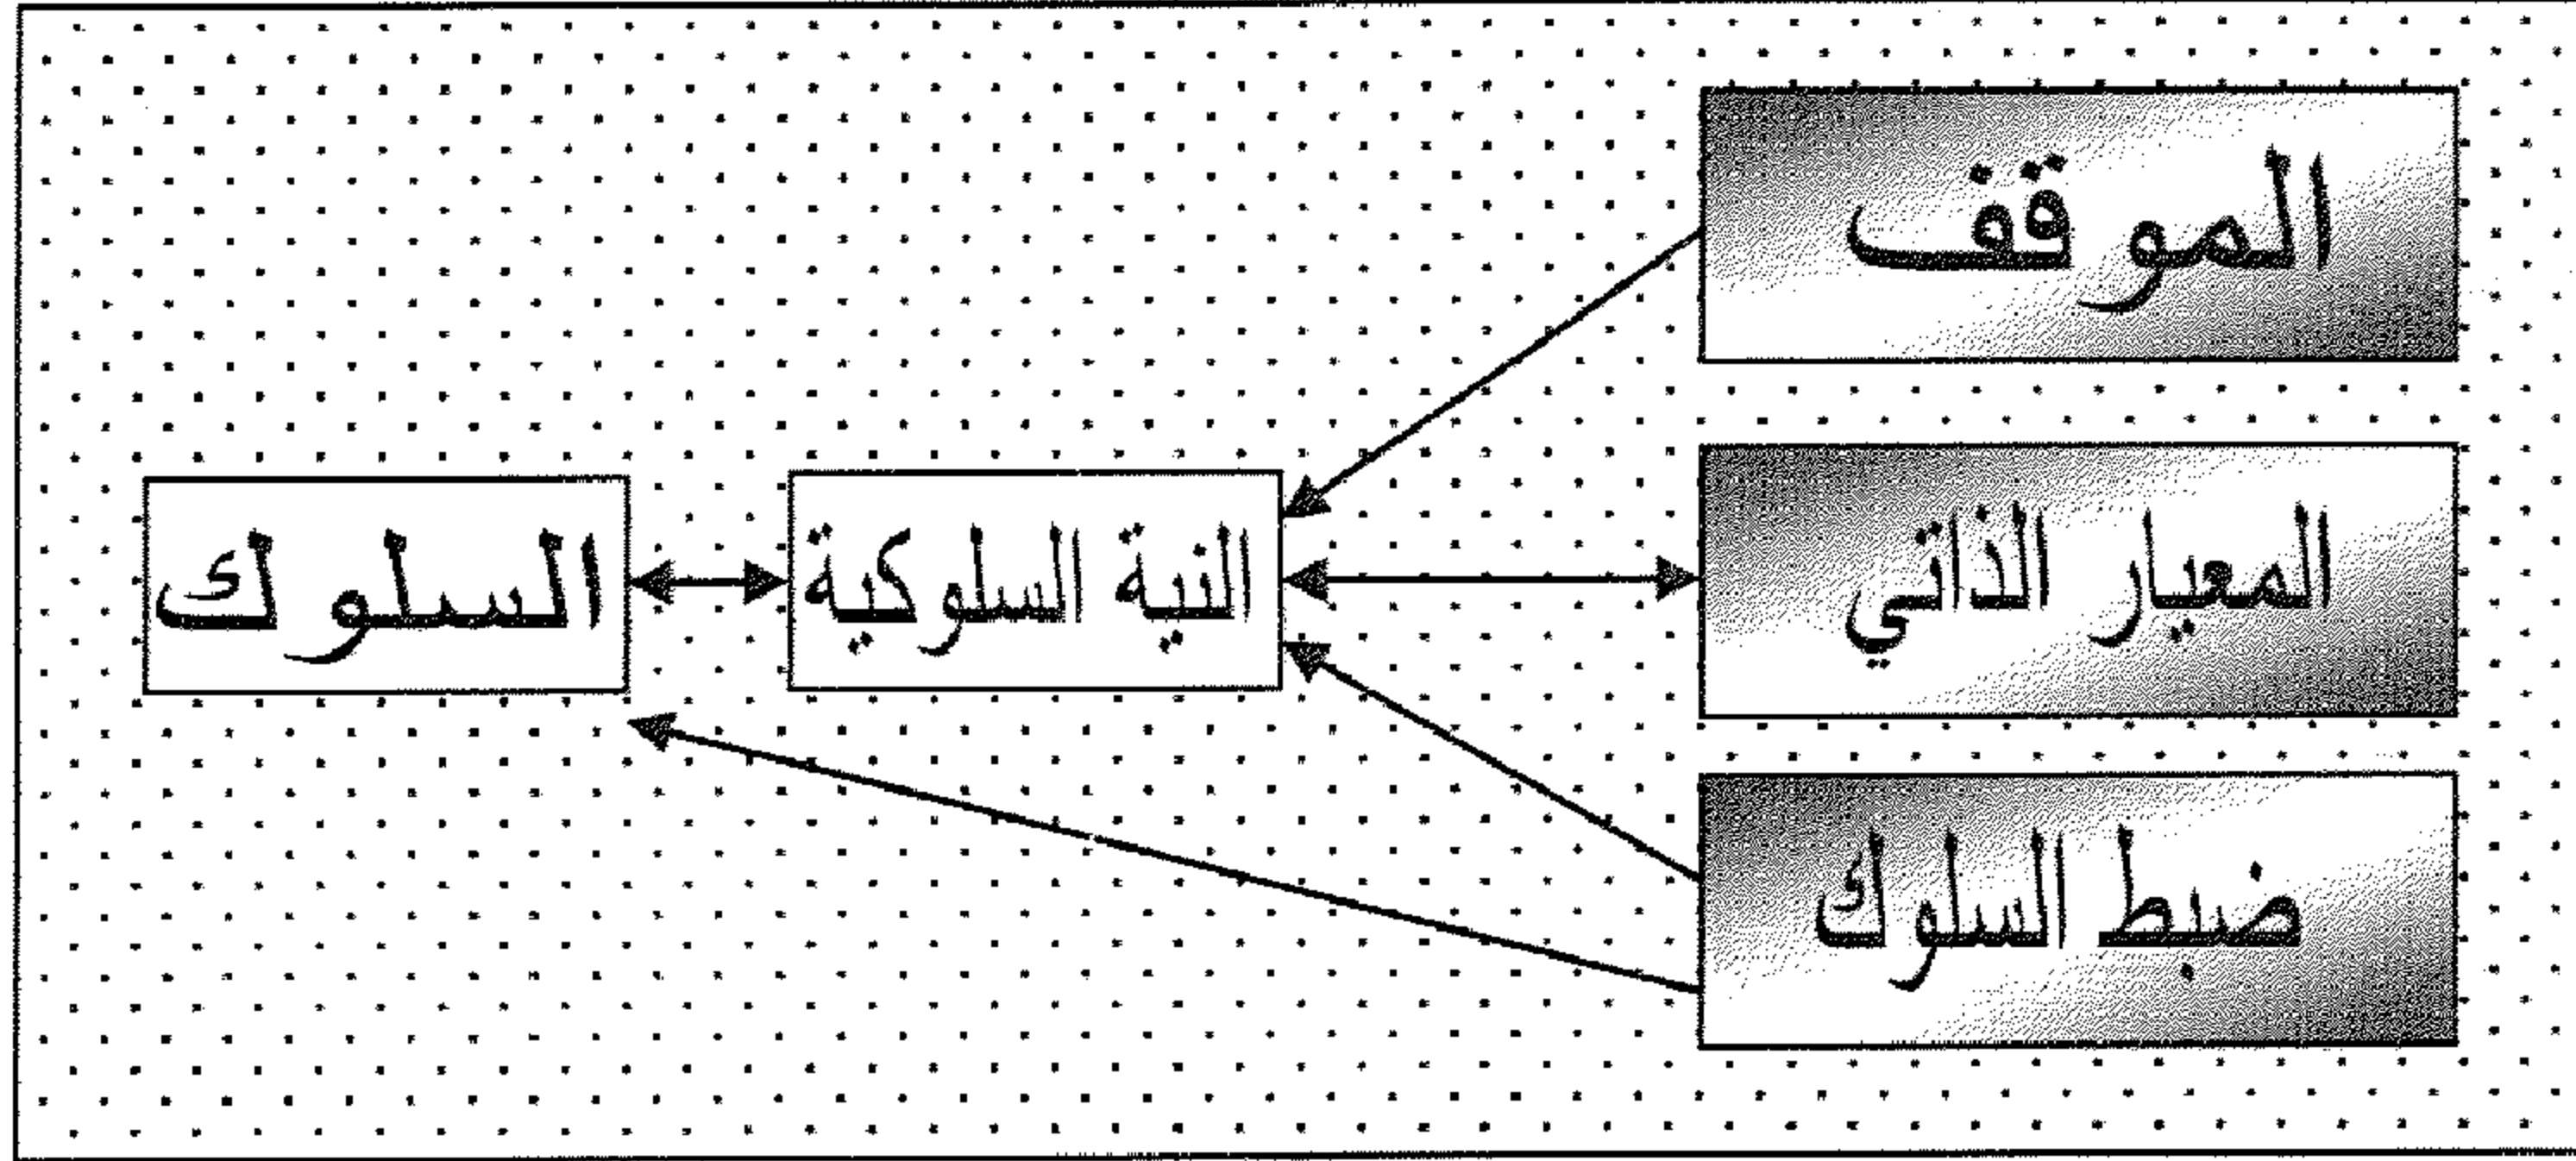 الموقف
المعيار الذاتي
ضبط السلوك
النية السلوكية
السلوك